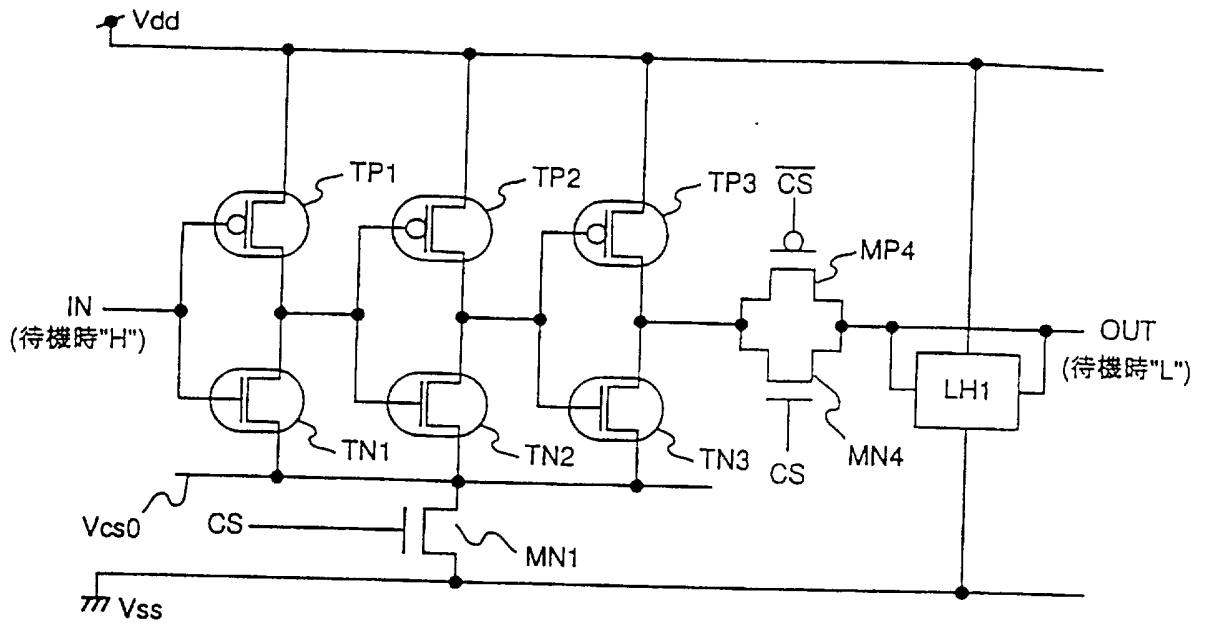 Vdd
TP1
TP2
TP3
CS
MP4
IN
(待機時"H")
OUT
(待機時"L")
LH1
TN1
TN2
TN3
MN4
CS
Vcs0
CS
MN1
Vss